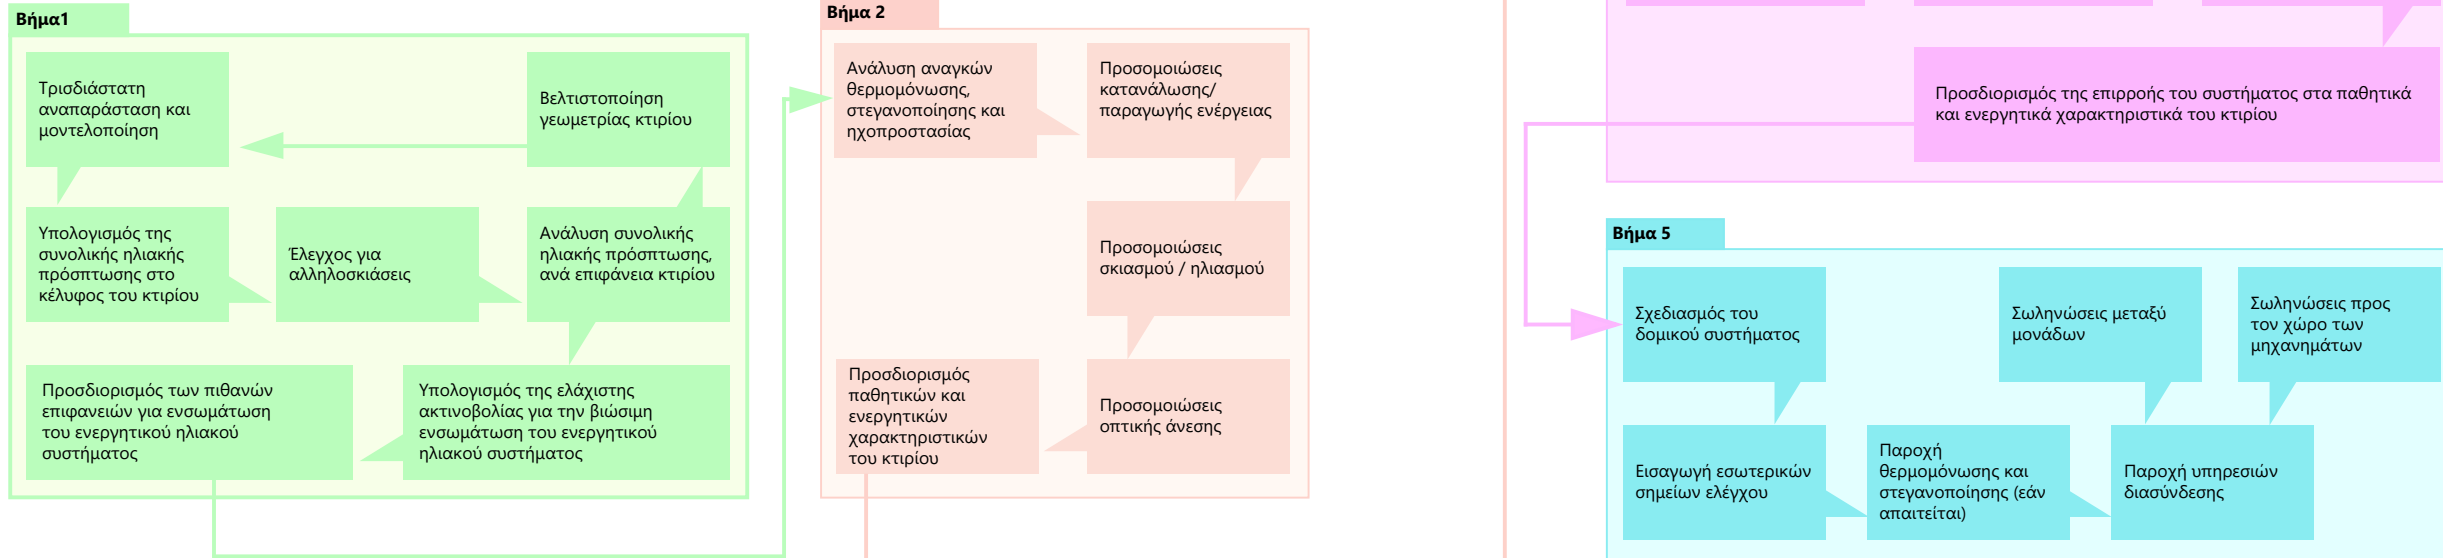 Βήμα1
Τρισδιάστατη
αναπαράσταση και
μοντελοποίηση
Βελτιστοποίηση
γεωμετρίας κτιρίου
Υπολογισμός της
συνολικής ηλιακής
πρόσπτωσης στο
κέλυφος του κτιρίου
Έλεγχος για
αλληλοσκιάσεις
Ανάλυση συνολικής
ηλιακής πρόσπτωσης,
ανά επιφάνεια κτιρίου
Προσδιορισμός των πιθανών
επιφανειών για ενσωμάτωση
του ενεργητικού ηλιακού
συστήματος
Υπολογισμός της ελάχιστης
ακτινοβολίας για την βιώσιμη
ενσωμάτωση του ενεργητικού
ηλιακού συστήματος
Βήμα 2
Ανάλυση αναγκών
θερμομόνωσης,
στεγανοποίησης και
ηχοπροστασίας
Προσομοιώσεις
κατανάλωσης/
παραγωγής ενέργειας
Προσομοιώσεις
σκιασμού / ηλιασμού
Προσδιορισμός
παθητικών και
ενεργητικών
χαρακτηριστικών
του κτιρίου
Προσομοιώσεις
οπτικής άνεσης
Προσδιορισμός της επιρροής του συστήματος στα παθητικά
και ενεργητικά χαρακτηριστικά του κτιρίου
Βήμα 5
Σχεδιασμός του
δομικού συστήματος
Σωληνώσεις μεταξύ
μονάδων
Σωληνώσεις προς
τον χώρο των
μηχανημάτων
Εισαγωγή εσωτερικών
σημείων ελέγχου
Παροχή
θερμομόνωσης και
στεγανοποίησης (εάν
απαιτείται)
Παροχή υπηρεσιών
διασύνδεσης